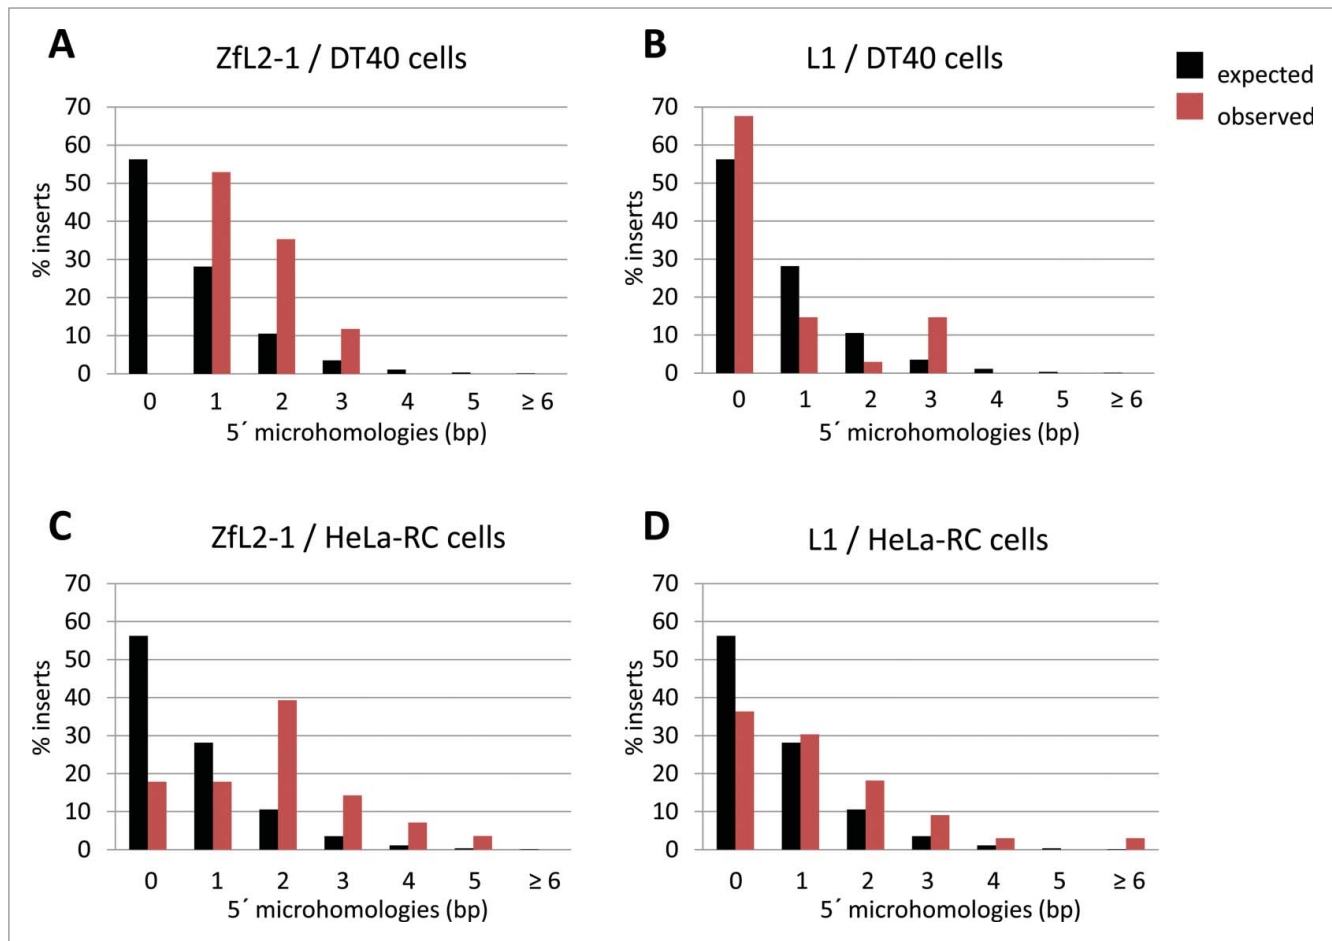 A
ZfL2-1 / DT40 cells
70
60
50
40
30
20
10
0
% inserts
0 1 2 3 4 5 ≥ 6
5´ microhomologies (bp)
B
L1 / DT40 cells
70
60
50
40
30
20
10
0
% inserts
0 1 2 3 4 5 ≥ 6
5´ microhomologies (bp)
expected
observed
C
ZfL2-1 / HeLa-RC cells
70
60
50
40
30
20
10
0
% inserts
0 1 2 3 4 5 ≥ 6
5´ microhomologies (bp)
D
L1 / HeLa-RC cells
70
60
50
40
30
20
10
0
% inserts
0 1 2 3 4 5 ≥ 6
5´ microhomologies (bp)